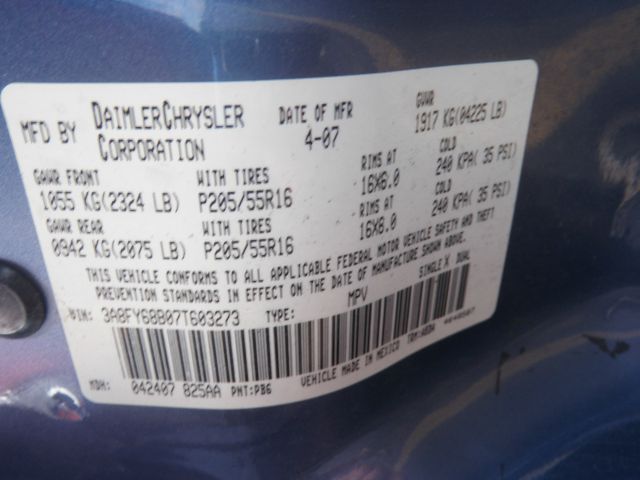 MFD BY DAIMLERCHRYSLER CORPORATION DATE OF MFR 4-07 GVWR 1917 KG(04225 LB)
GAWR FRONT WITH TIRES RIMS AT COLD
1055 KG(2324 LB) P205/55R16 16X6.0 240 KPA( 35 PSI)
GAWR REAR WITH TIRES RIMS AT COLD
0942 KG(2075 LB) P205/55R16 16X6.0 240 KPA( 35 PSI)
THIS VEHICLE CONFORMS TO ALL APPLICABLE FEDERAL MOTOR VEHICLE SAFETY AND THEFT
PREVENTION STANDARDS IN EFFECT ON THE DATE OF MANUFACTURE SHOWN ABOVE.
VIN: 3A8FY68B07T603273 TYPE: MPV SINGLE X DUAL
MDH: 042407 825AA PNT:PB6 VEHICLE MADE IN MEXICO